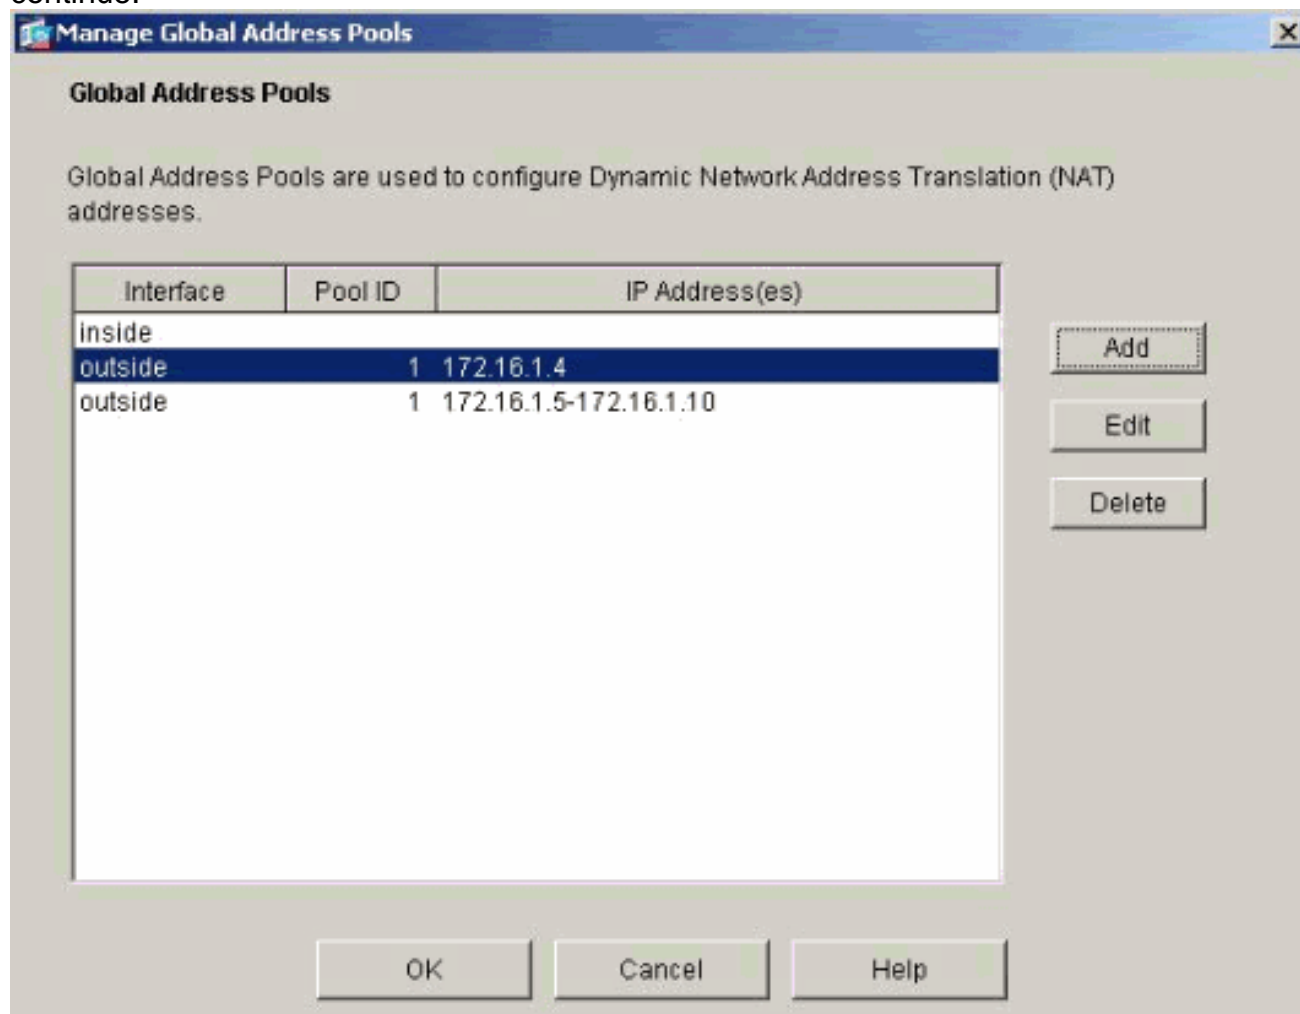 continue.
Manage Global Address Pools
Global Address Pools
Global Address Pools are used to configure Dynamic Network Address Translation (NAT)
addresses.
Interface Pool ID IP Address(es)
inside
outside 1 172.16.1.4
outside 1 172.16.1.5-172.16.1.10
Add
Edit
Delete
OK Cancel Help